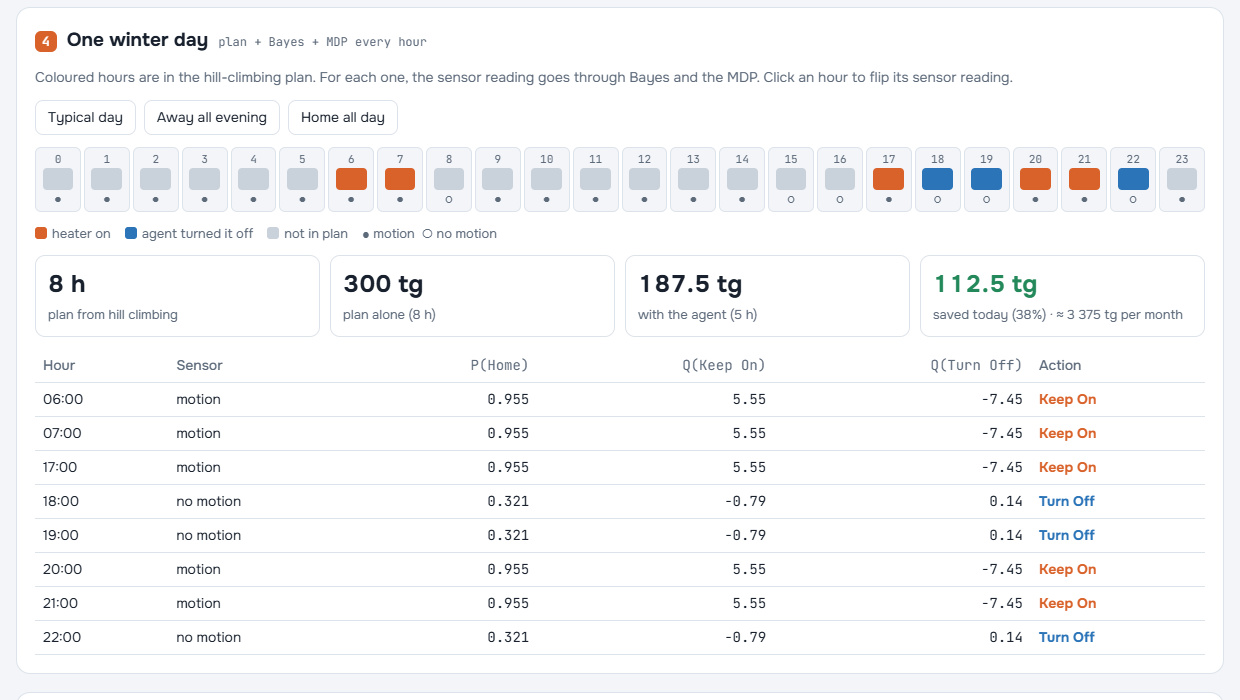 4 One winter day plan + Bayes + MDP every hour
Coloured hours are in the hill-climbing plan. For each one, the sensor reading goes through Bayes and the MDP. Click an hour to flip its sensor reading.
Typical day Away all evening Home all day
0 1 2 3 4 5 6 7 8 9 10 11 12 13 14 15 16 17 18 19 20 21 22 23
heater on agent turned it off not in plan ● motion ○ no motion
8 h 300 tg 187.5 tg 112.5 tg
plan from hill climbing plan alone (8 h) with the agent (5 h) saved today (38%) · ≈ 3 375 tg per month
Hour Sensor P(Home) Q(Keep On) Q(Turn Off) Action
06:00 motion 0.955 5.55 -7.45 Keep On
07:00 motion 0.955 5.55 -7.45 Keep On
17:00 motion 0.955 5.55 -7.45 Keep On
18:00 no motion 0.321 -0.79 0.14 Turn Off
19:00 no motion 0.321 -0.79 0.14 Turn Off
20:00 motion 0.955 5.55 -7.45 Keep On
21:00 motion 0.955 5.55 -7.45 Keep On
22:00 no motion 0.321 -0.79 0.14 Turn Off